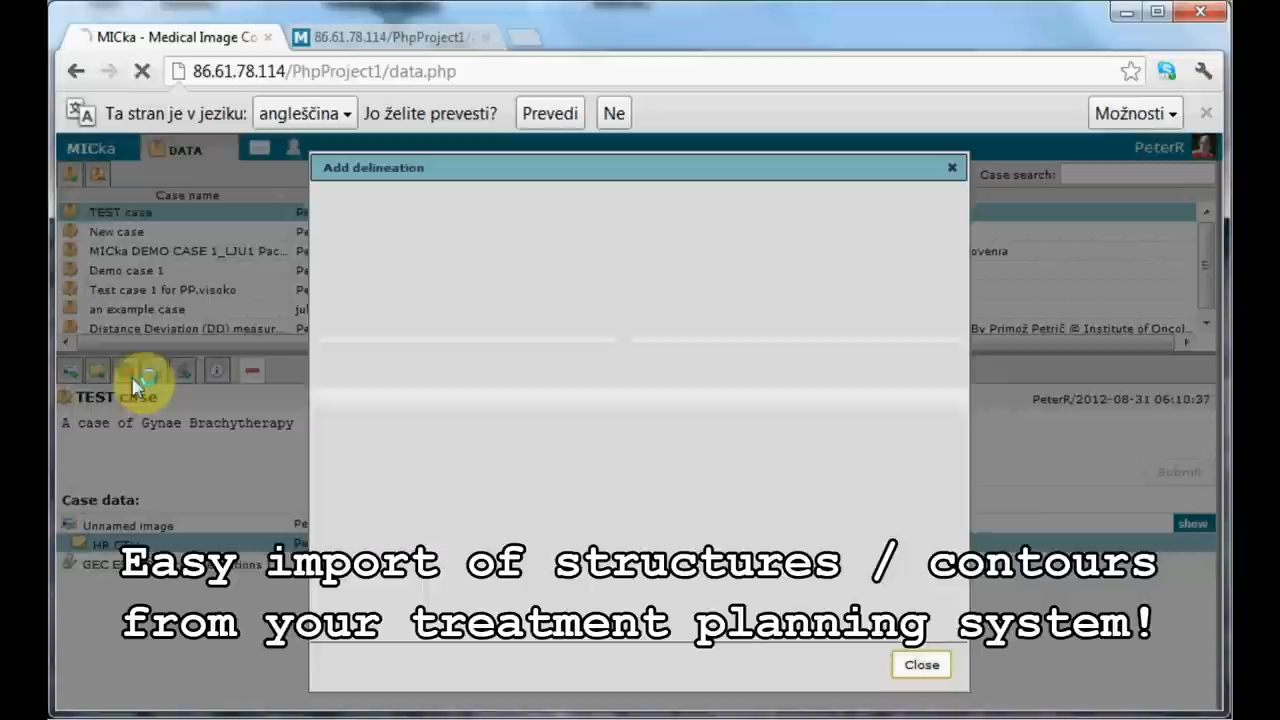 MICka - Medical Image Co
86.61.78.114/PhpProject1/
86.61.78.114/PhpProject1/data.php
Ta stran je v jeziku: angleščina Jo želite prevesti? Prevedi Ne Možnosti
MICka DATA PeterR
Add delineation
Case search:
Case name
TEST case
New case
MICka DEMO CASE 1_LJU1 Pac...
ovenia
Demo case 1
Test case 1 for PP.visoko
an example case
Distance Deviation (DD) measur...
By Primož Petrič @ Institute of Oncol...
TEST case
PeterR/2012-08-31 06:10:37
A case of Gynae Brachytherapy
Submit
Case data:
Unnamed image
show
Easy import of structures / contours
from your treatment planning system!
Close